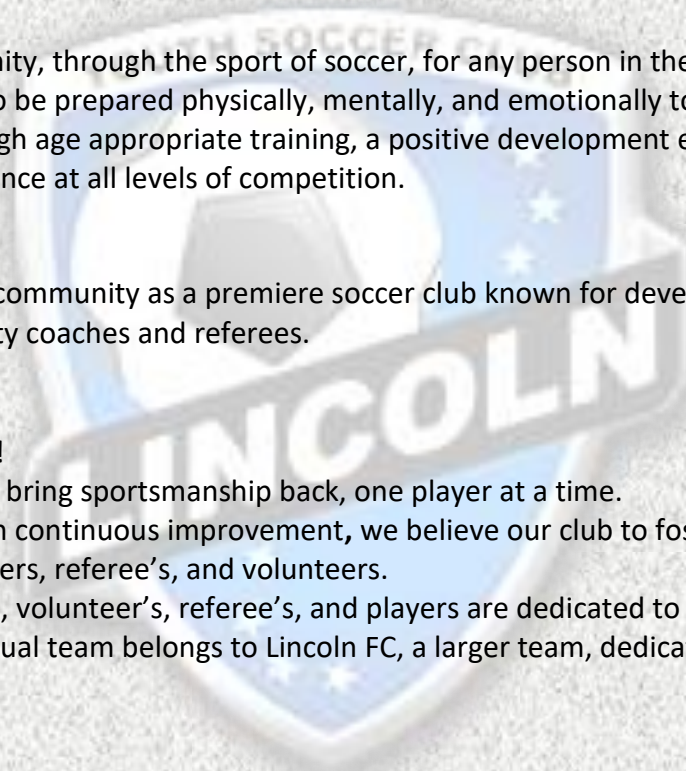 YOUTH SOCCER CLUB
nity, through the sport of soccer, for any person in the
o be prepared physically, mentally, and emotionally to
gh age appropriate training, a positive development e
nce at all levels of competition.
community as a premiere soccer club known for deve
ty coaches and referees.
LINCOLN
!
bring sportsmanship back, one player at a time.
n continuous improvement, we believe our club to fos
ers, referee's, and volunteers.
, volunteer's, referee's, and players are dedicated to
ual team belongs to Lincoln FC, a larger team, dedica